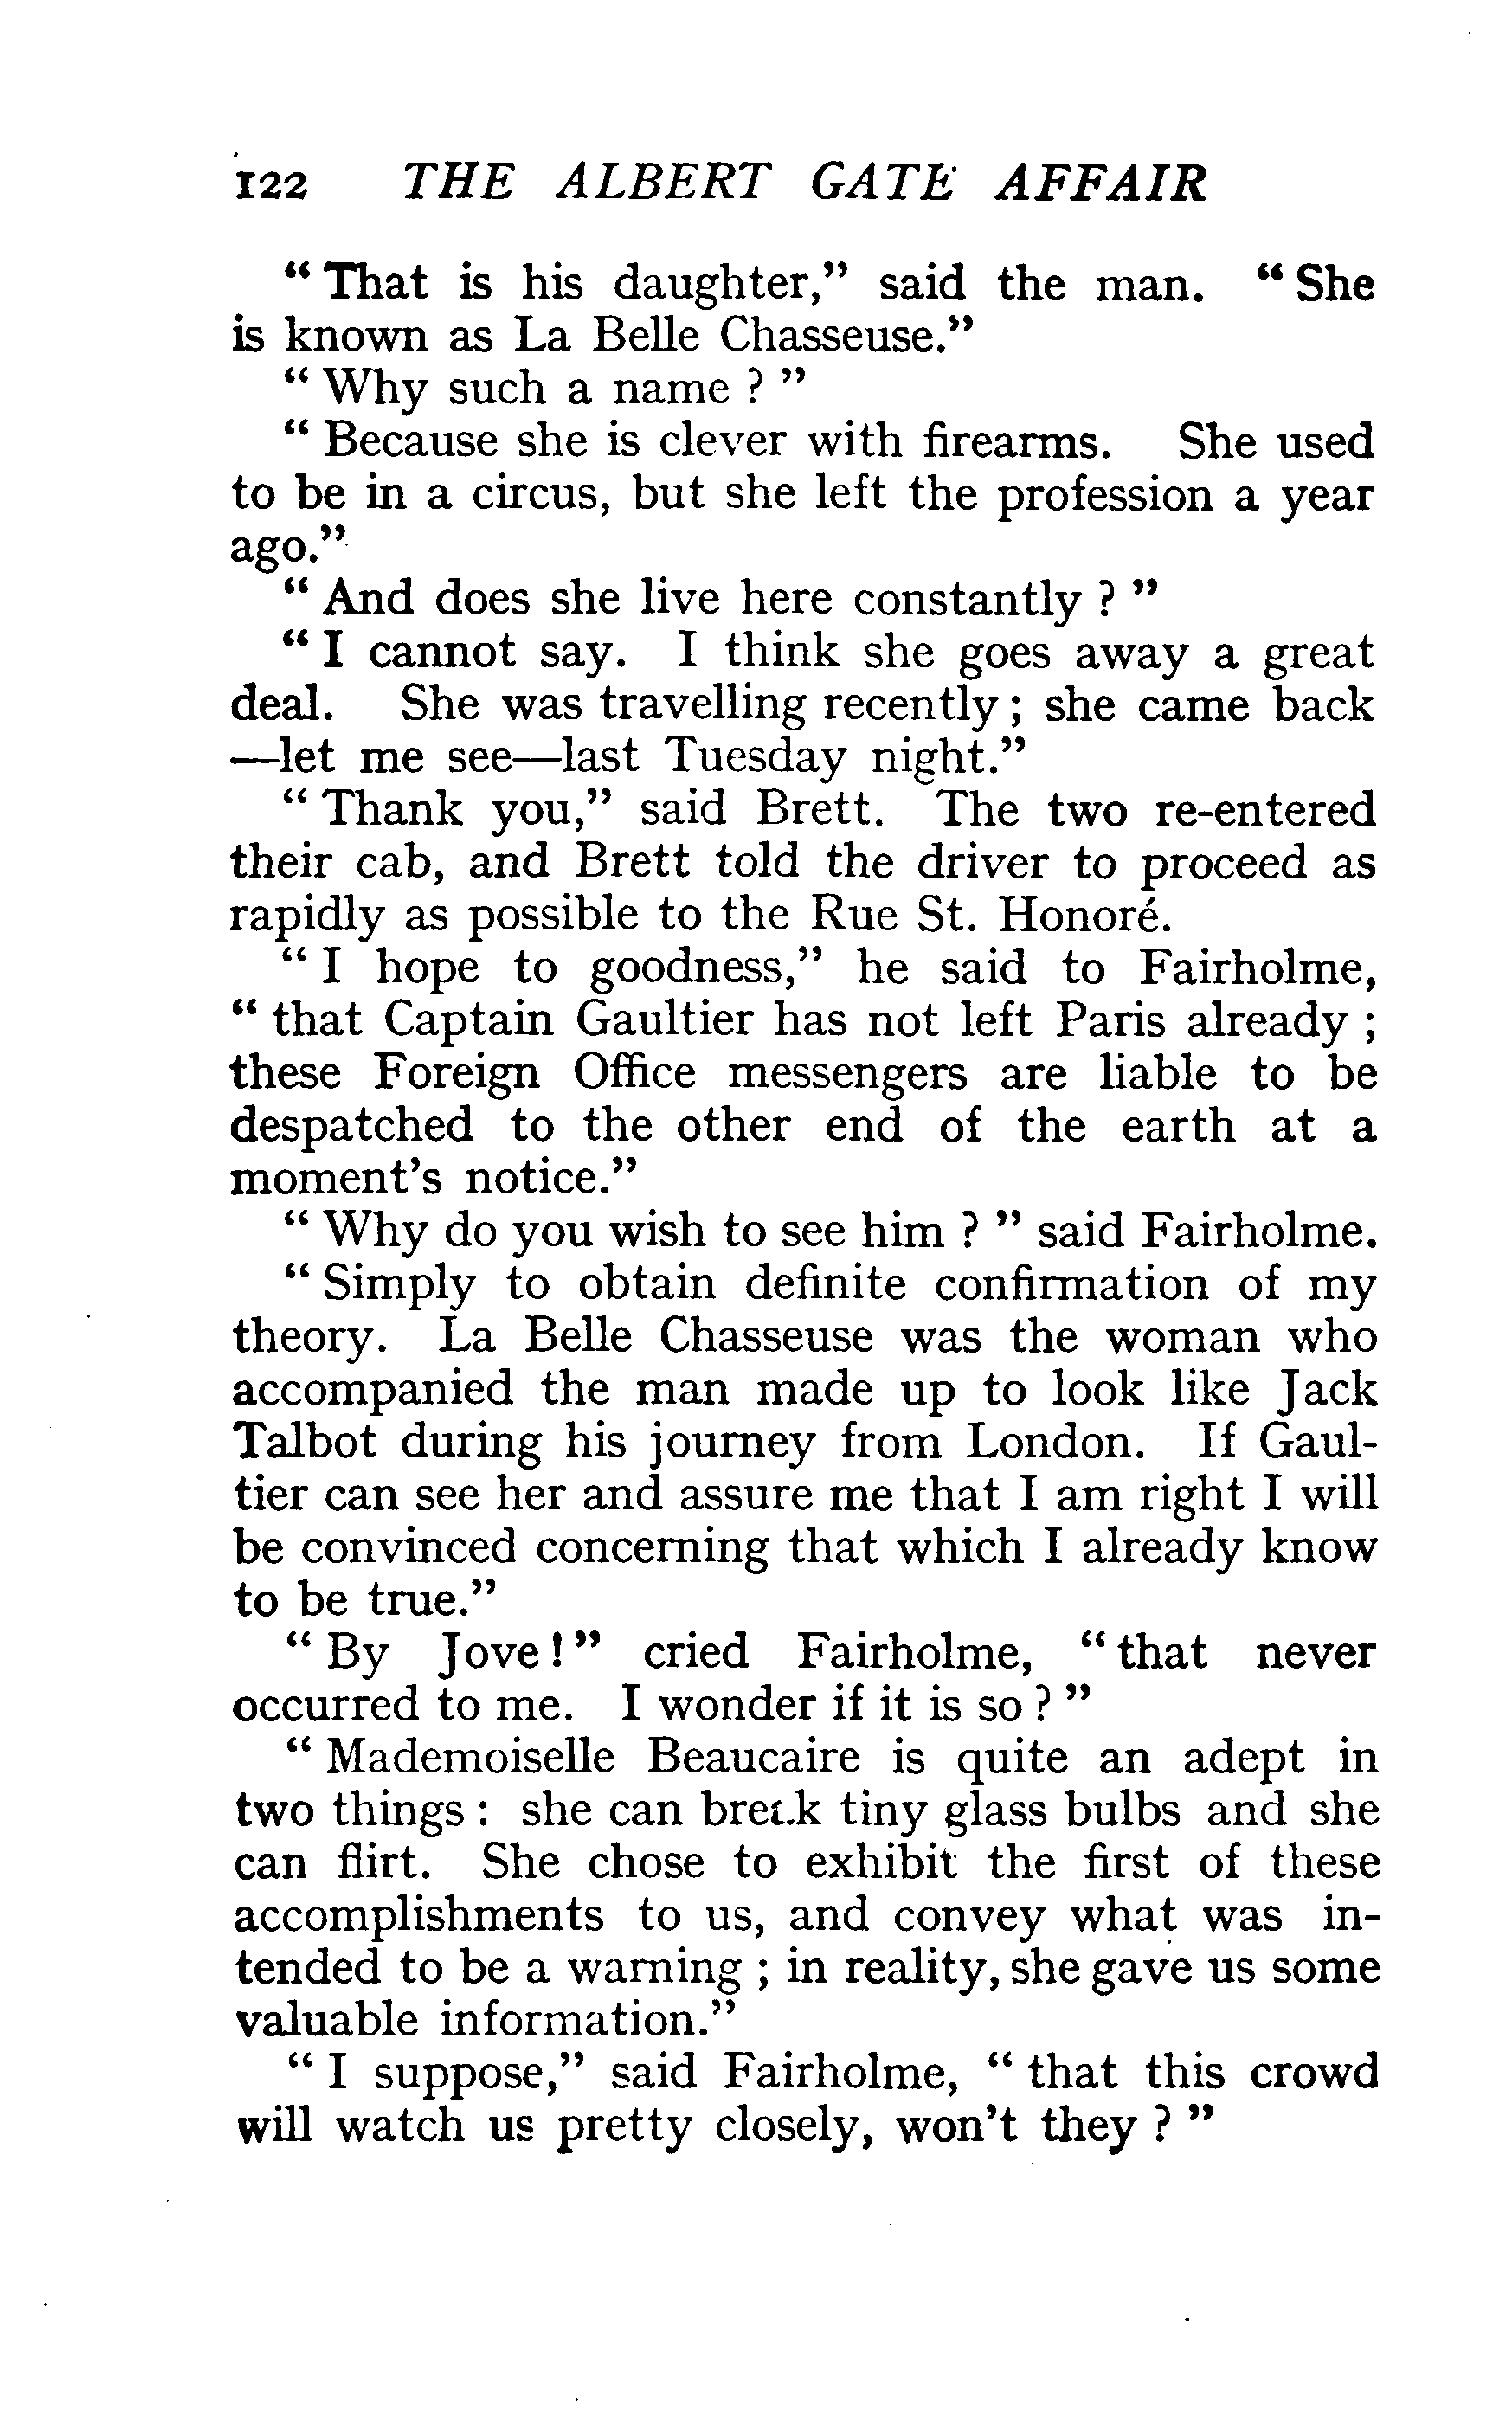 122 THE ALBERT GATE AFFAIR
“ That is his daughter,” said the man. “ She
is known as La Belle Chasseuse.”
“ Why such a name ? ”
“ Because she is clever with firearms. She used
to be in a circus, but she left the profession a year
ago.”
“ And does she live here constantly ? ”
“ I cannot say. I think she goes away a great
deal. She was travelling recently ; she came back
—let me see—last Tuesday night.”
“ Thank you,” said Brett. The two re-entered
their cab, and Brett told the driver to proceed as
rapidly as possible to the Rue St. Honoré.
“ I hope to goodness,” he said to Fairholme,
“ that Captain Gaultier has not left Paris already ;
these Foreign Office messengers are liable to be
despatched to the other end of the earth at a
moment's notice.”
“ Why do you wish to see him ? ” said Fairholme.
“ Simply to obtain definite confirmation of my
theory. La Belle Chasseuse was the woman who
accompanied the man made up to look like Jack
Talbot during his journey from London. If Gaul-
tier can see her and assure me that I am right I will
be convinced concerning that which I already know
to be true.”
“ By Jove ! ” cried Fairholme, “ that never
occurred to me. I wonder if it is so ? ”
“ Mademoiselle Beaucaire is quite an adept in
two things : she can break tiny glass bulbs and she
can flirt. She chose to exhibit the first of these
accomplishments to us, and convey what was in-
tended to be a warning ; in reality, she gave us some
valuable information.”
“ I suppose,” said Fairholme, “ that this crowd
will watch us pretty closely, won't they ? ”